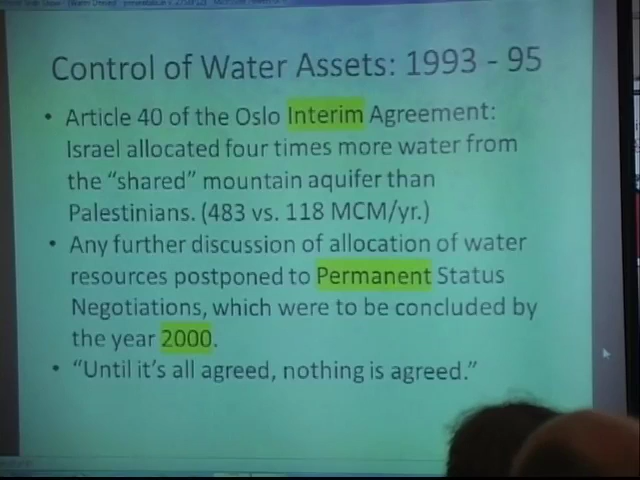 Control of Water Assets: 1993 - 95
• Article 40 of the Oslo Interim Agreement:
Israel allocated four times more water from
the “shared” mountain aquifer than
Palestinians. (483 vs. 118 MCM/yr.)
• Any further discussion of allocation of water
resources postponed to Permanent Status
Negotiations, which were to be concluded by
the year 2000.
• “Until it’s all agreed, nothing is agreed.”